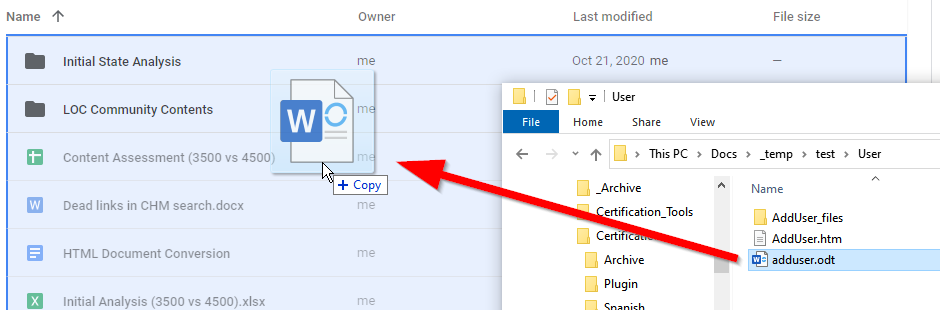 Name Owner Last modified File size
Initial State Analysis me Oct 21, 2020 me —
LOC Community Contents me
Content Assessment (3500 vs 4500) me
Dead links in CHM search.docx me
HTML Document Conversion me
Initial Analysis (3500 vs 4500).xlsx me
W
+ Copy
User
File Home Share View
This PC > Docs > _temp > test > User
_Archive
Certification_Tools
Certification
Archive
Plugin
Spanish
Name
AddUser_files
AddUser.htm
adduser.odt